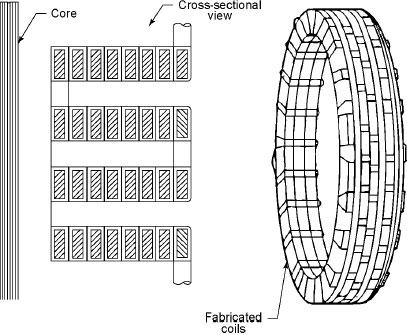 Core
Cross-sectional
view
Fabricated
coils